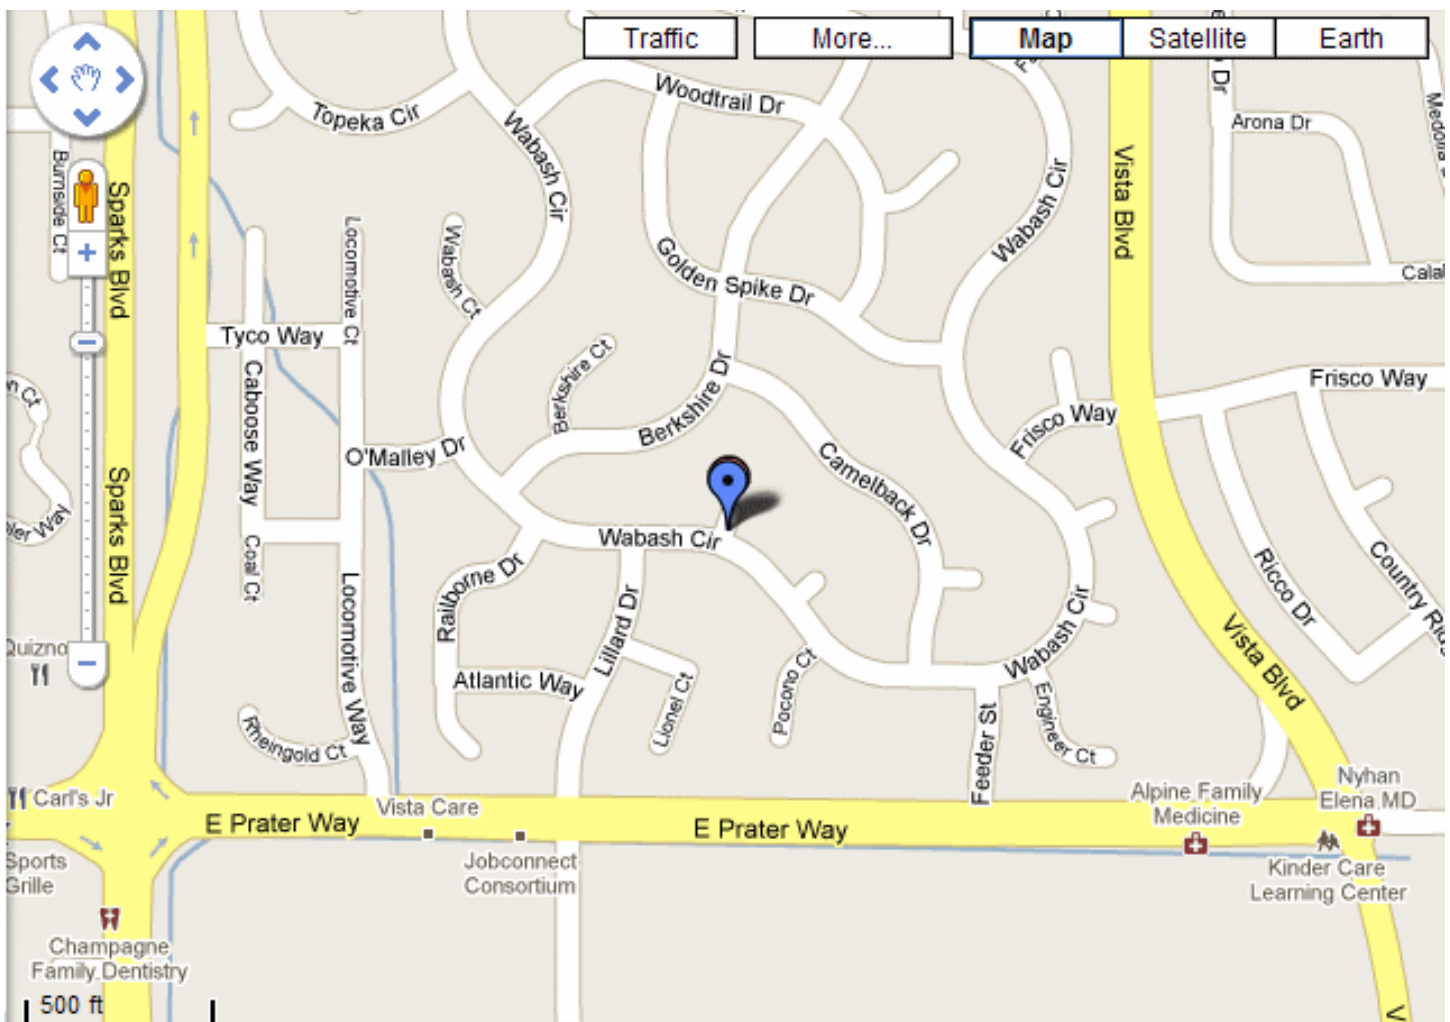 Traffic
More...
Map
Satellite
Earth
Topeka Cir
Woodtrail Dr
Wabash Cir
Arona Dr
Vista Blvd
Wabash Cir
Burnside Ct
Sparks Blvd
Locomotive Ct
Wabash Ct
Golden Spike Dr
Tyco Way
Caboose Way
Berkshire Ct
Berkshire Dr
Frisco Way
Frisco Way
O'Malley Dr
Camelback Dr
Sparks Blvd
Wabash Cir
Coal Ct
Railborne Dr
Locomotive Way
Lillard Dr
Ricco Dr
Wabash Cir
Vista Blvd
Atlantic Way
Lionel Ct
Pocono Ct
Engineer Ct
Feeder St
Rheingold Ct
Carl's Jr
Vista Care
E Prater Way
E Prater Way
Alpine Family
Medicine
Nyhan
Elena MD
Jobconnect
Consortium
Kinder Care
Learning Center
Sports
Grille
Champagne
Family Dentistry
500 ft